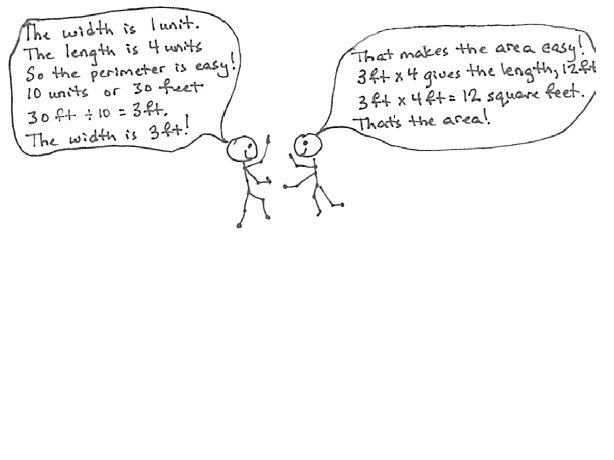 The width is 1 unit.
The length is 4 units
So the perimeter is easy!
10 units or 30 feet
30 ft ÷ 10 = 3 ft.
The width is 3 ft!
That makes the area easy!
3 ft x 4 gives the length, 12 ft
3 ft x 4 ft = 12 square feet.
That's the area!